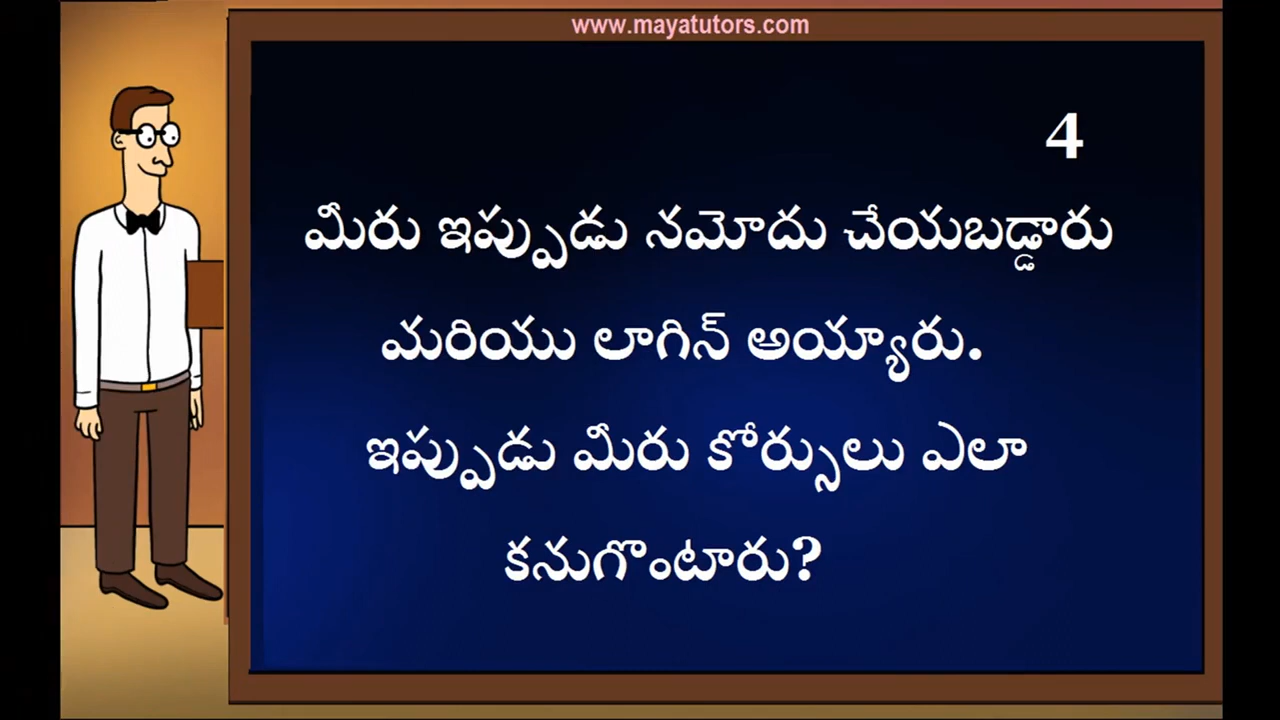 www.mayatutors.com
4
మీరు ఇప్పుడు నమోదు చేయబడ్డారు
మరియు లాగిన్ అయ్యారు.
ఇప్పుడు మీరు కోర్సులు ఎలా
కనుగొంటారు?